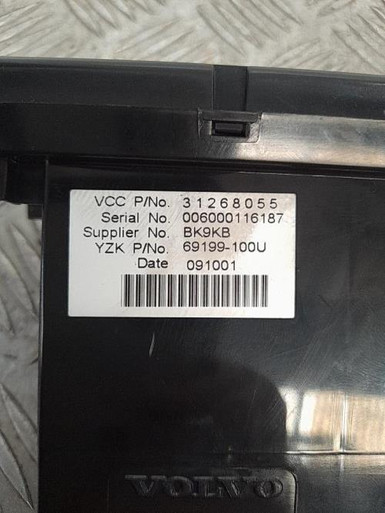 VCC P/No. 31268055
Serial No. 006000116187
Supplier No. BK9KB
YZK P/No. 69199-100U
Date 091001
VOLVO